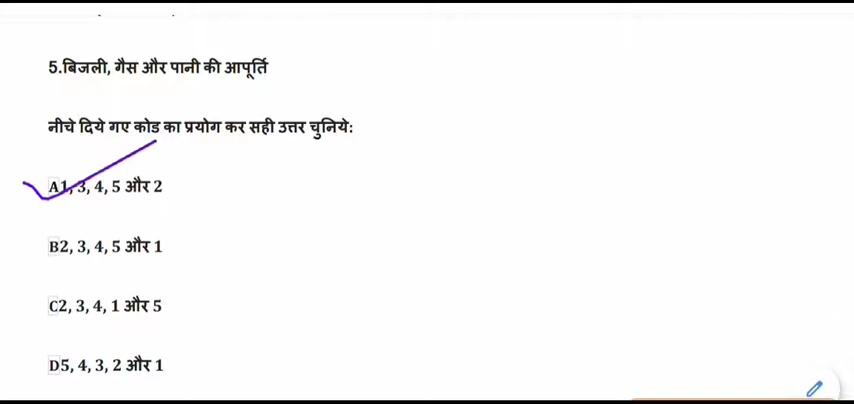 5.बिजली, गैस और पानी की आपूर्ति
नीचे दिये गए कोड का प्रयोग कर सही उत्तर चुनिये:
A1, 3, 4, 5 और 2
B2, 3, 4, 5 और 1
C2, 3, 4, 1 और 5
D5, 4, 3, 2 और 1